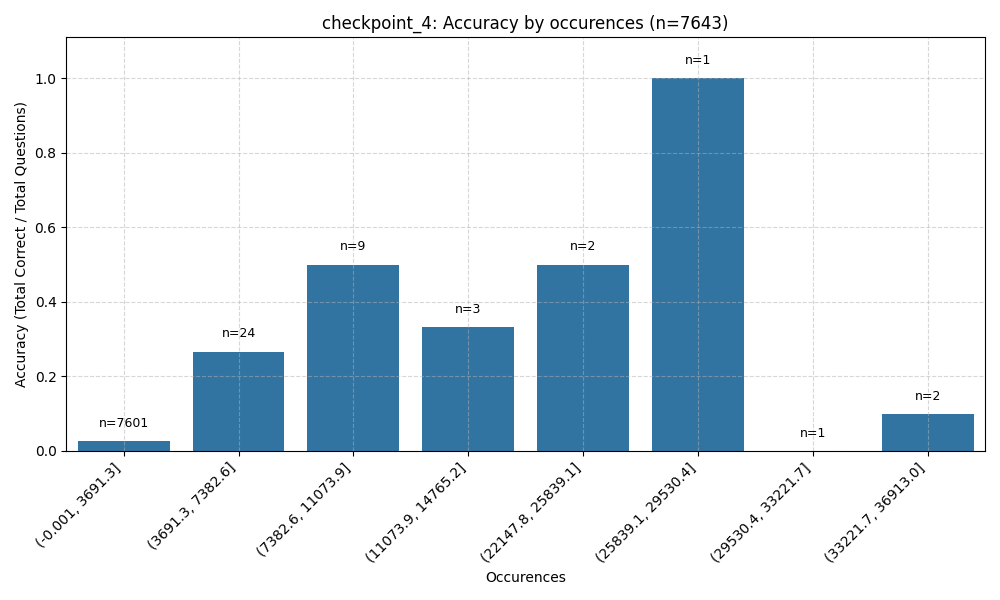 checkpoint_4: Accuracy by occurences (n=7643)
Accuracy (Total Correct / Total Questions)
1.0
0.8
0.6
0.4
0.2
0.0
n=7601
n=24
n=9
n=3
n=2
n=1
n=1
n=2
(-0.001, 3691.3]
(3691.3, 7382.6]
(7382.6, 11073.9]
(11073.9, 14765.2]
(22147.8, 25839.1]
(25839.1, 29530.4]
(29530.4, 33221.7]
(33221.7, 36913.0]
Occurences